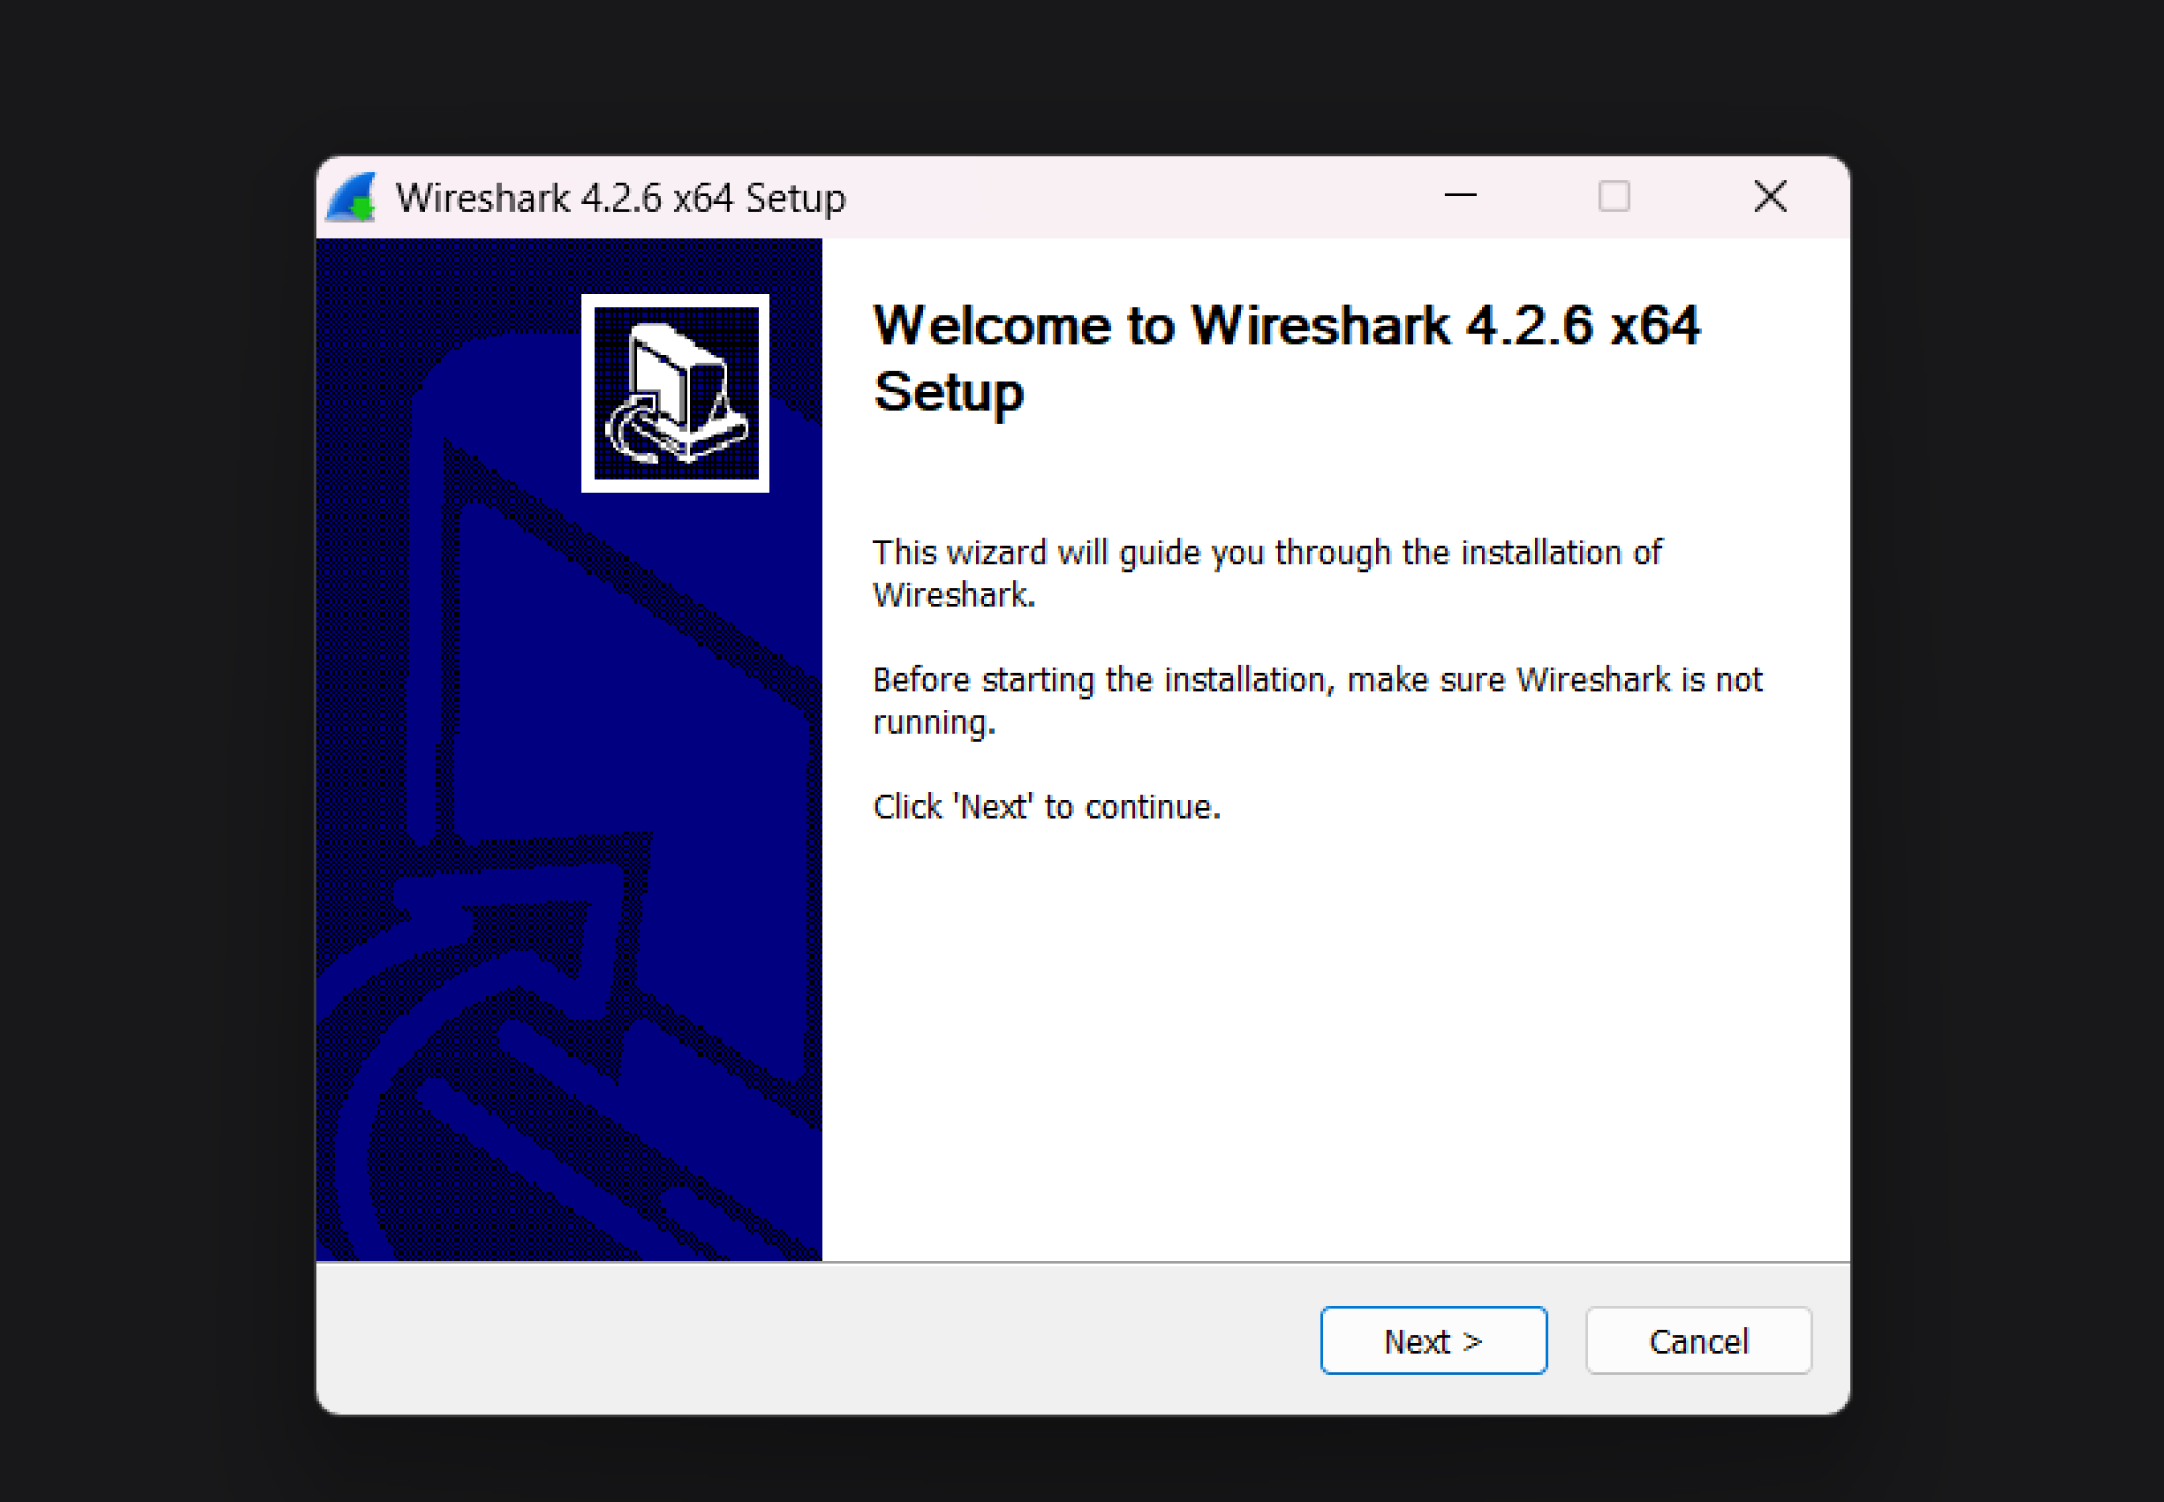 Wireshark 4.2.6 x64 Setup
Welcome to Wireshark 4.2.6 x64
Setup
This wizard will guide you through the installation of
Wireshark.
Before starting the installation, make sure Wireshark is not
running.
Click 'Next' to continue.
Next >
Cancel